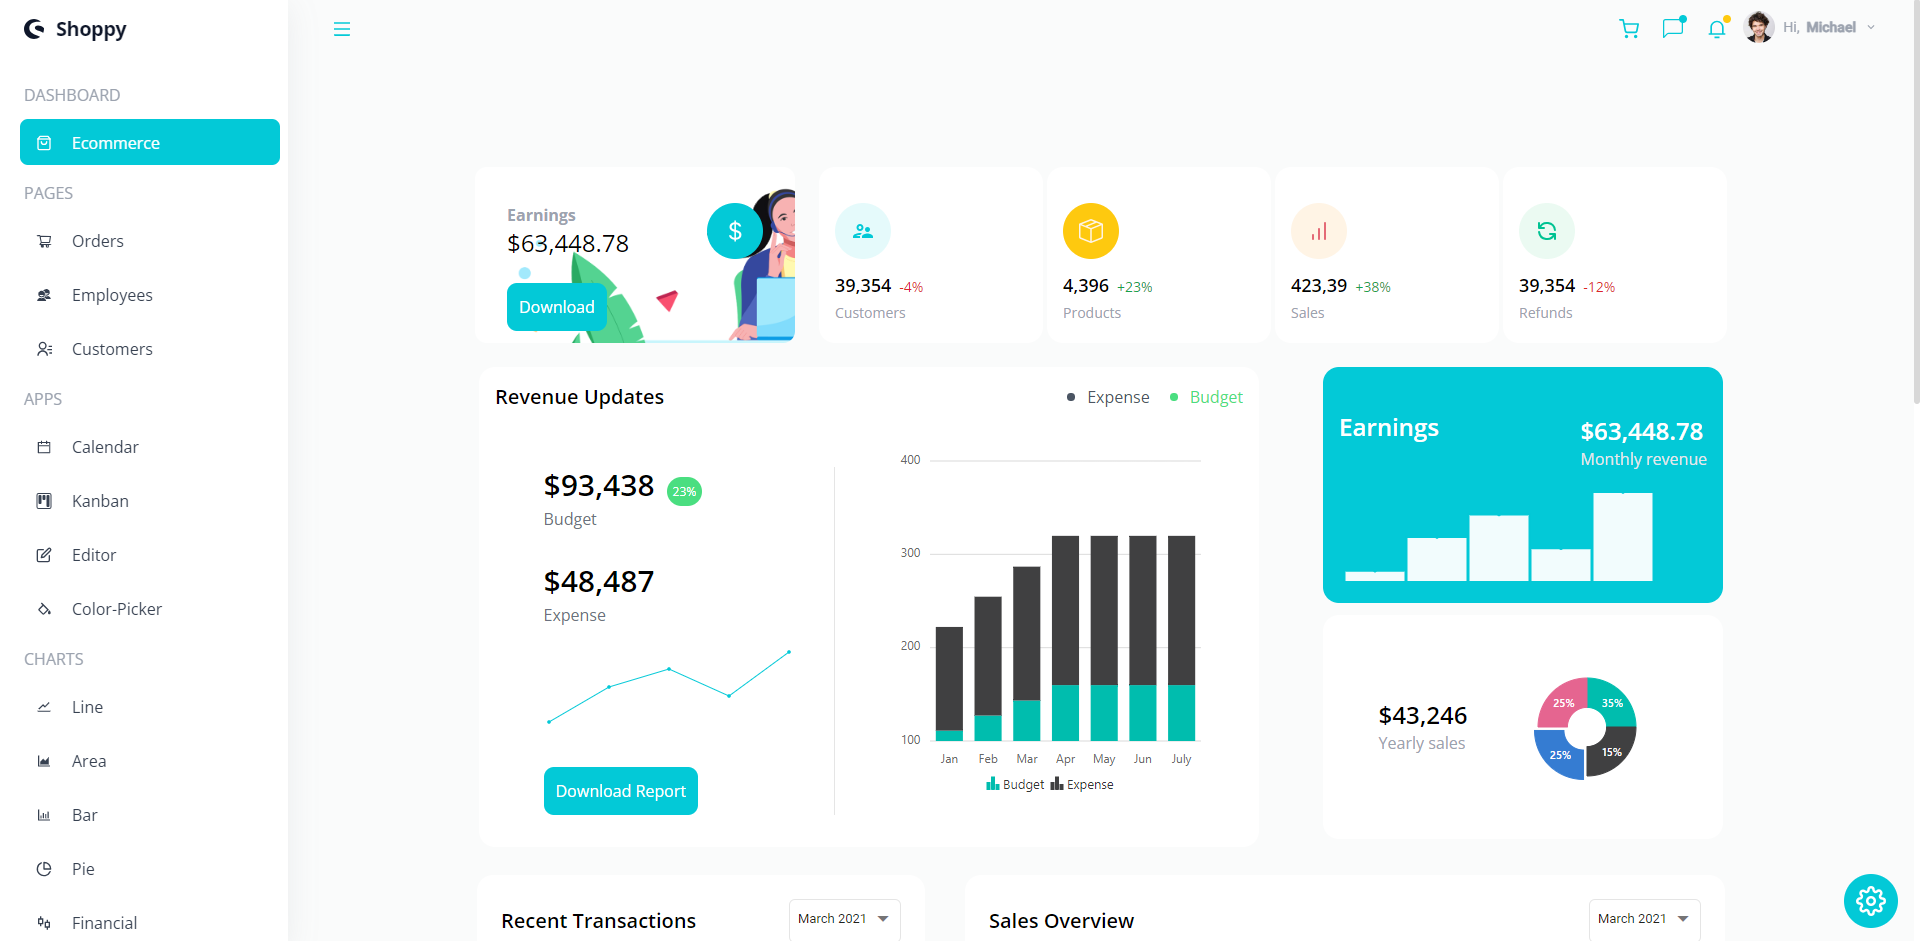 Shoppy
Hi, Michael
DASHBOARD
Ecommerce
PAGES
Orders
Employees
Customers
APPS
Calendar
Kanban
Editor
Color-Picker
CHARTS
Line
Area
Bar
Pie
Financial
Earnings
$63,448.78
Download
39,354 -4%
Customers
4,396 +23%
Products
423,39 +38%
Sales
39,354 -12%
Refunds
Revenue Updates
Expense Budget
$93,438 23%
Budget
$48,487
Expense
Download Report
400
300
200
100
Jan Feb Mar Apr May Jun July
Budget Expense
Earnings
$63,448.78
Monthly revenue
$43,246
Yearly sales
25% 35%
25% 15%
Recent Transactions
March 2021
Sales Overview
March 2021